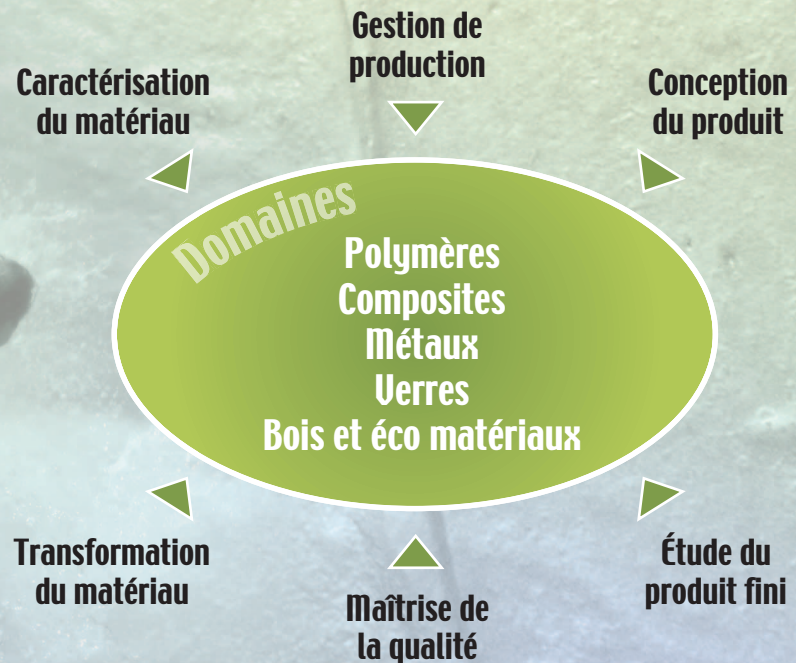 Gestion de
production
Caractérisation
du matériau
Conception
du produit
Domaines
Polymères
Composites
Métaux
Verres
Bois et éco matériaux
Transformation
du matériau
Maîtrise de
la qualité
Étude du
produit fini